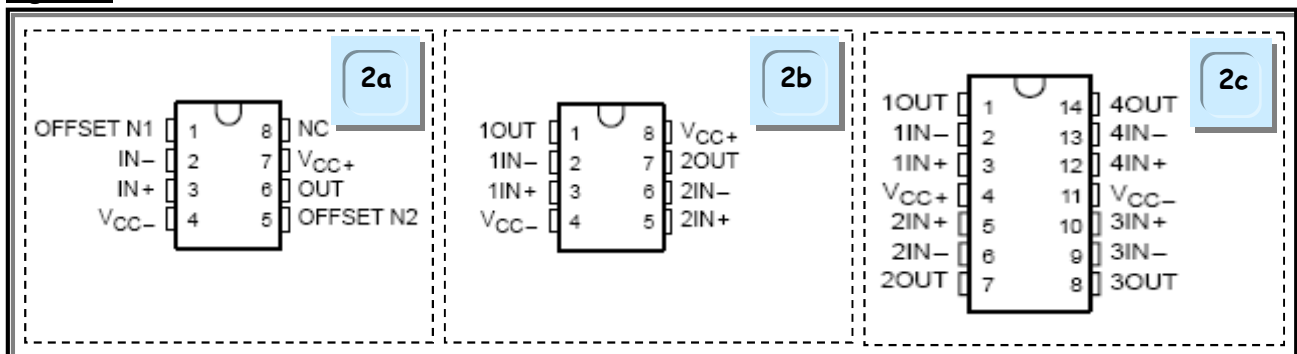 2a
OFFSET N1 1 8 NC
IN− 2 7 VCC+
IN+ 3 6 OUT
VCC− 4 5 OFFSET N2
2b
1OUT 1 8 VCC+
1IN− 2 7 2OUT
1IN+ 3 6 2IN−
VCC− 4 5 2IN+
2c
1OUT 1 14 4OUT
1IN− 2 13 4IN−
1IN+ 3 12 4IN+
VCC+ 4 11 VCC−
2IN+ 5 10 3IN+
2IN− 6 9 3IN−
2OUT 7 8 3OUT